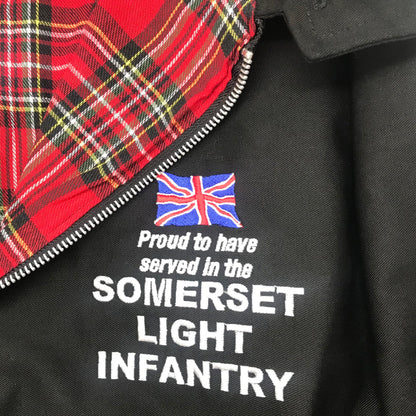 Proud to have
served in the
SOMERSET
LIGHT
INFANTRY